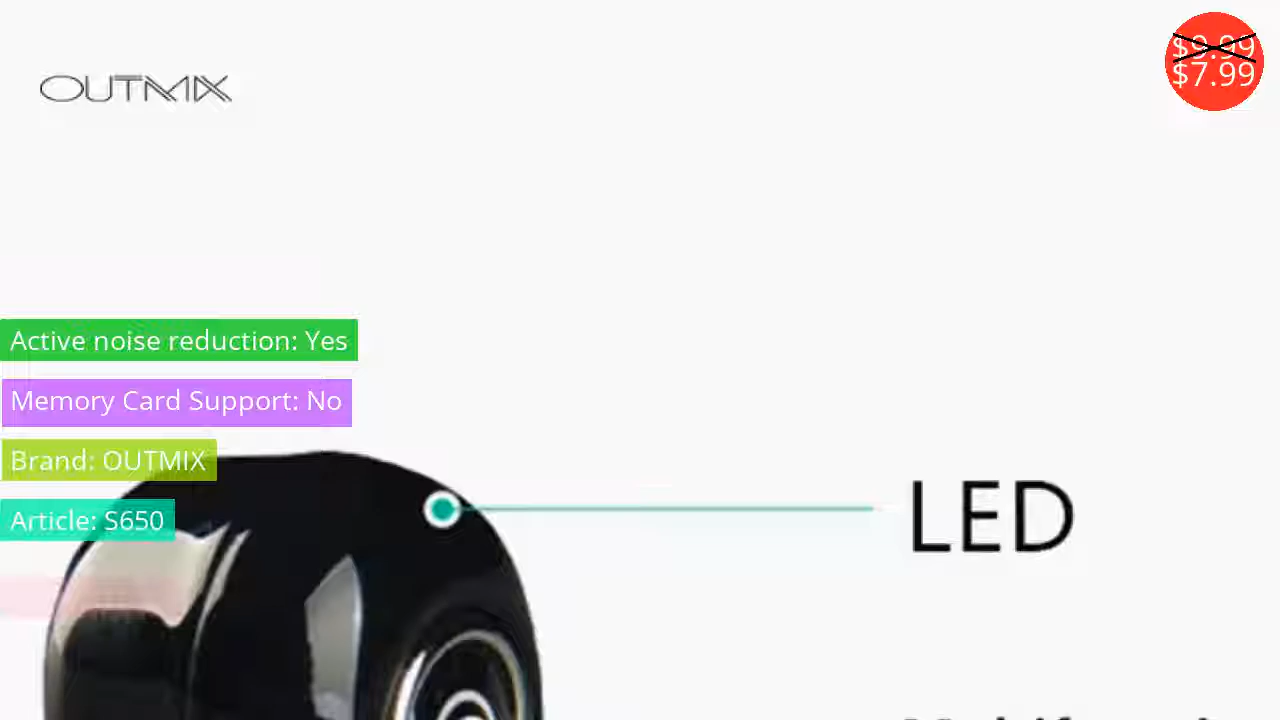 OUTMIX
$9.99
$7.99
Active noise reduction: Yes
Memory Card Support: No
Brand: OUTMIX
Article: S650
LED